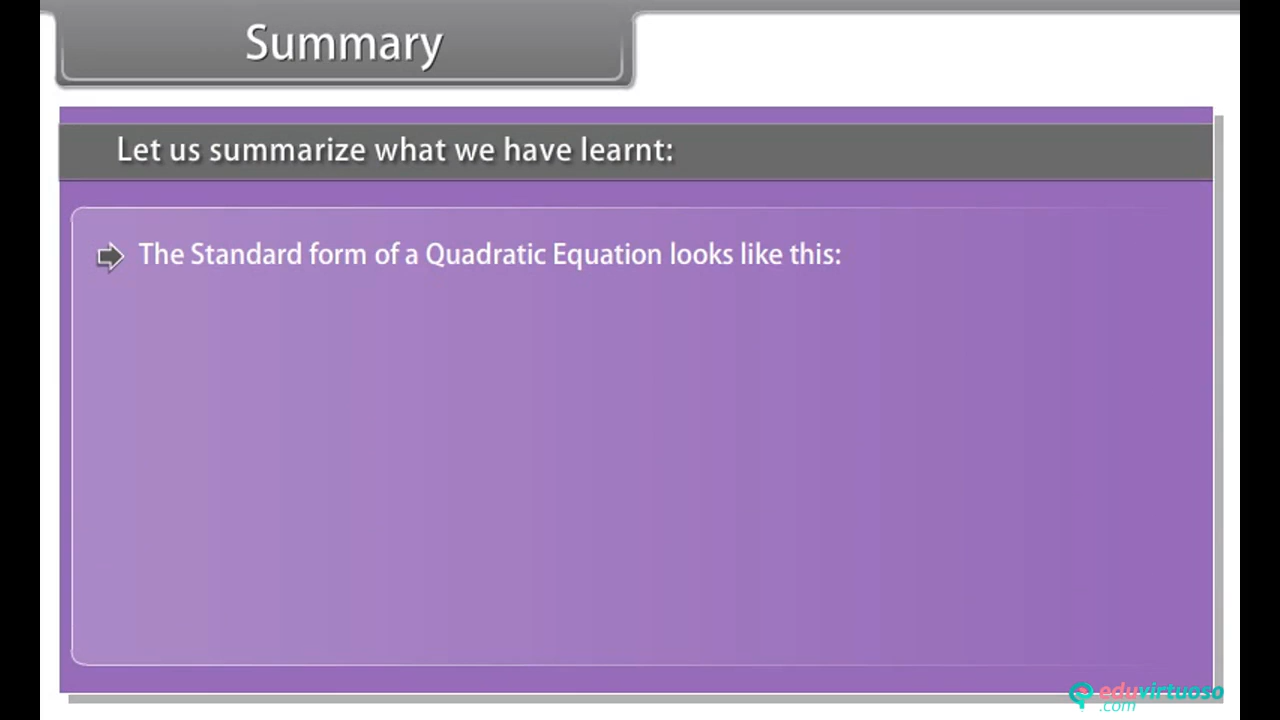 Summary
Let us summarize what we have learnt:
The Standard form of a Quadratic Equation looks like this:
eduvirtuoso
.com